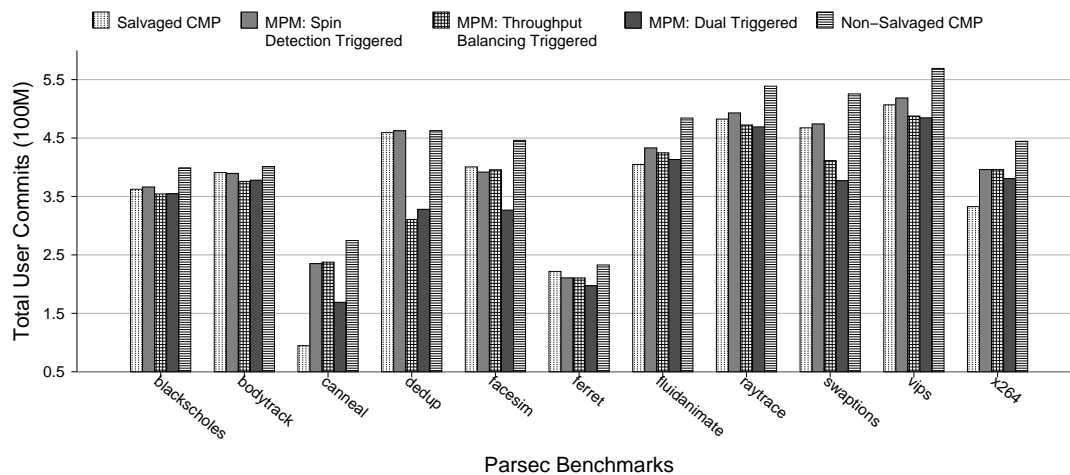 Salvaged CMP
MPM: Spin
Detection Triggered
MPM: Throughput
Balancing Triggered
MPM: Dual Triggered
Non−Salvaged CMP
Total User Commits (100M)
5.5
4.5
3.5
2.5
1.5
0.5
blackscholes
bodytrack
canneal
dedup
facesim
ferret
fluidanimate
raytrace
swaptions
vips
x264
Parsec Benchmarks